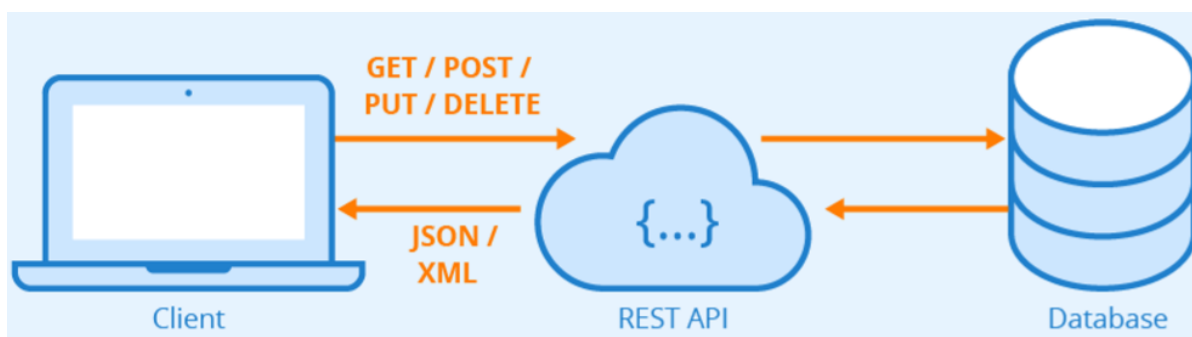 GET / POST /
PUT / DELETE
{...}
JSON /
XML
Client
REST API
Database